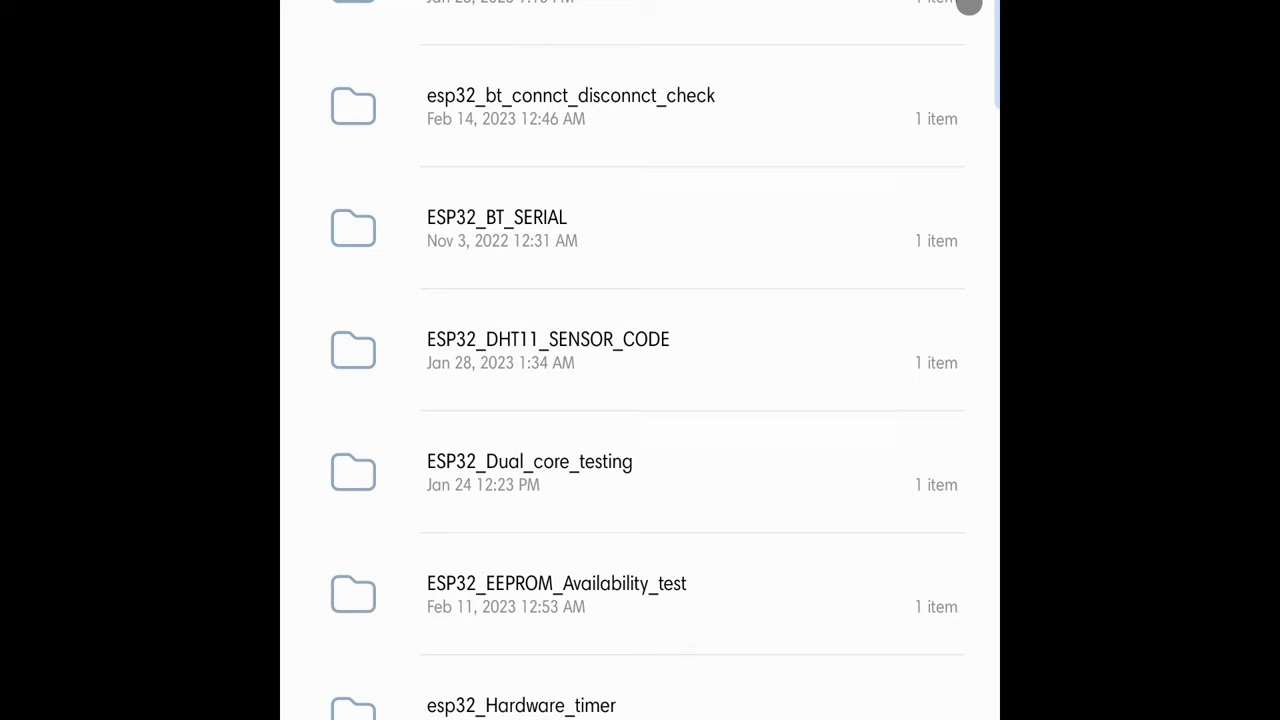 esp32_bt_connct_disconnct_check
Feb 14, 2023 12:46 AM
1 item
ESP32_BT_SERIAL
Nov 3, 2022 12:31 AM
1 item
ESP32_DHT11_SENSOR_CODE
Jan 28, 2023 1:34 AM
1 item
ESP32_Dual_core_testing
Jan 24 12:23 PM
1 item
ESP32_EEPROM_Availability_test
Feb 11, 2023 12:53 AM
1 item
esp32_Hardware_timer